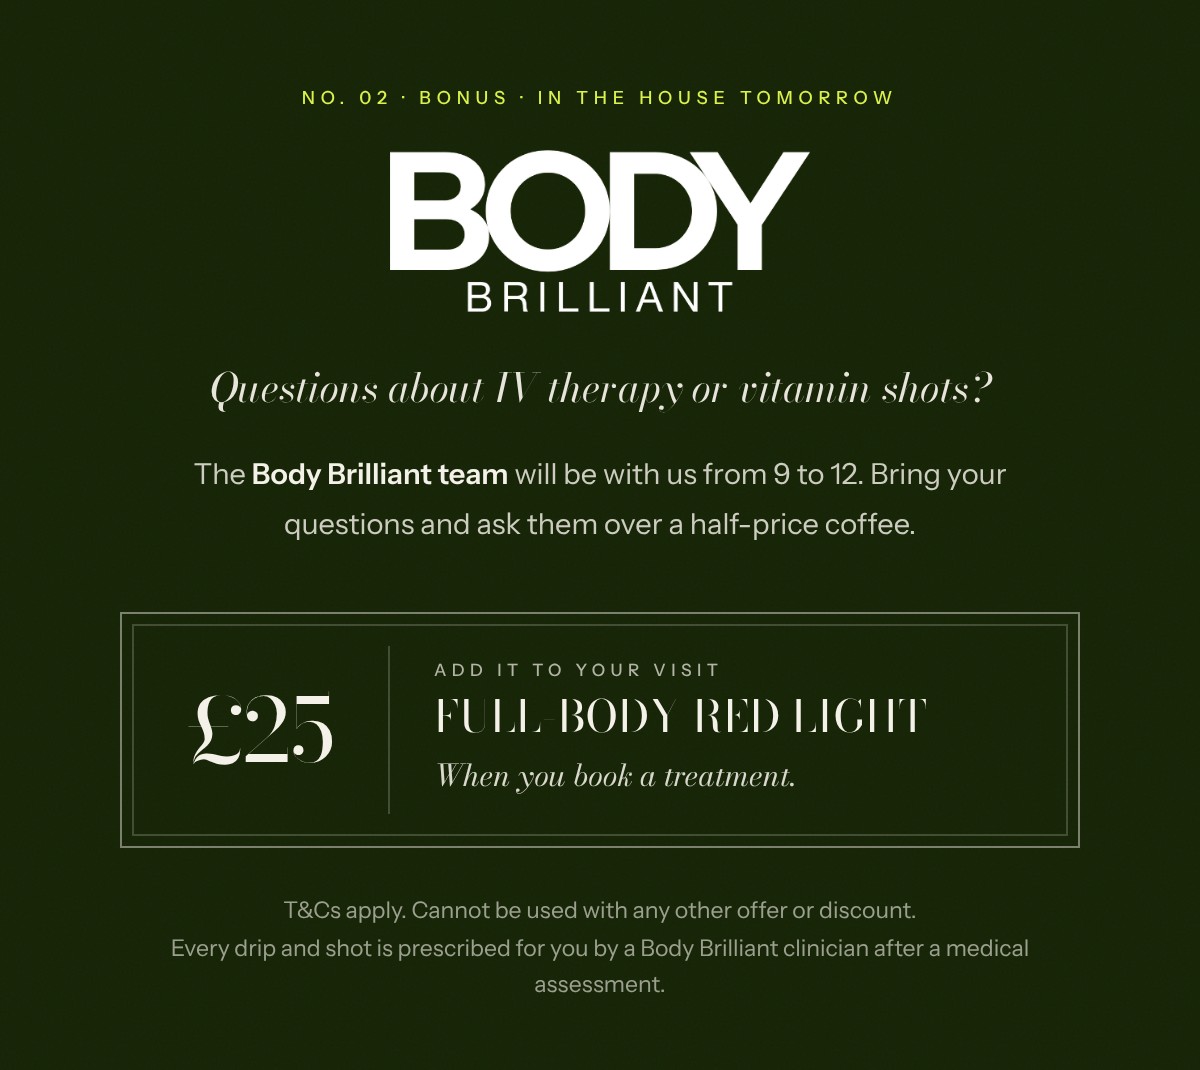 NO. 02 · BONUS · IN THE HOUSE TOMORROW
BODY
BRILLIANT
Questions about IV therapy or vitamin shots?
The Body Brilliant team will be with us from 9 to 12. Bring your
questions and ask them over a half-price coffee.
£25
ADD IT TO YOUR VISIT
FULL-BODY RED LIGHT
When you book a treatment.
T&Cs apply. Cannot be used with any other offer or discount.
Every drip and shot is prescribed for you by a Body Brilliant clinician after a medical
assessment.